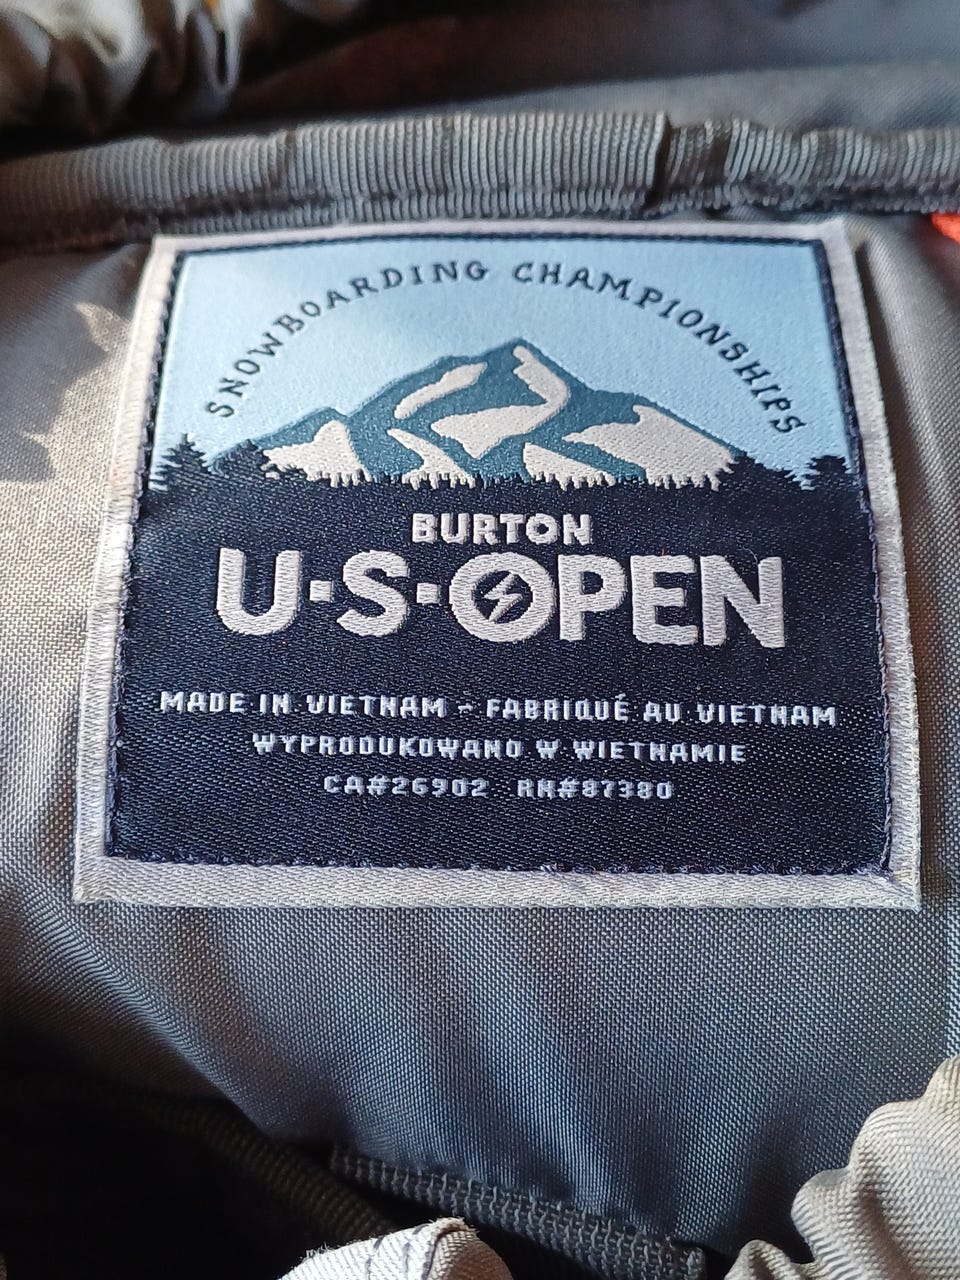 SNOWBOARDING CHAMPIONSHIPS
BURTON
U·S·OPEN
MADE IN VIETNAM - FABRIQUÉ AU VIETNAM
WYPRODUKOWANO W WIETNAMIE
CA#26902 RN#87380